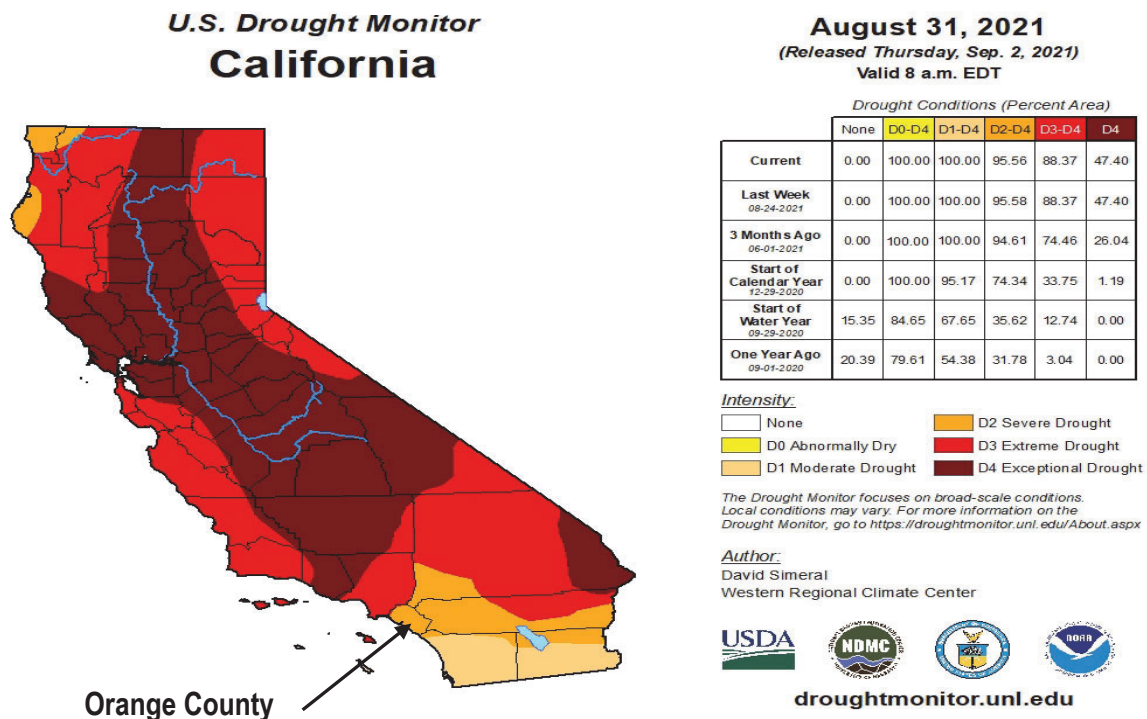 U.S. Drought Monitor
California
Orange County
August 31, 2021
(Released Thursday, Sep. 2, 2021)
Valid 8 a.m. EDT
Drought Conditions (Percent Area)
None D0-D4 D1-D4 D2-D4 D3-D4 D4
Current 0.00 100.00 100.00 95.56 88.37 47.40
Last Week
08-24-2021 0.00 100.00 100.00 95.58 88.37 47.40
3 Months Ago
06-01-2021 0.00 100.00 100.00 94.61 74.46 26.04
Start of
Calendar Year
12-29-2020 0.00 100.00 95.17 74.34 33.75 1.19
Start of
Water Year
09-29-2020 15.35 84.65 67.65 35.62 12.74 0.00
One Year Ago
09-01-2020 20.39 79.61 54.38 31.78 3.04 0.00
Intensity:
None
D0 Abnormally Dry
D1 Moderate Drought
D2 Severe Drought
D3 Extreme Drought
D4 Exceptional Drought
The Drought Monitor focuses on broad-scale conditions.
Local conditions may vary. For more information on the
Drought Monitor, go to https://droughtmonitor.unl.edu/About.aspx
Author:
David Simeral
Western Regional Climate Center
USDA
NDMC
NOAA
droughtmonitor.unl.edu